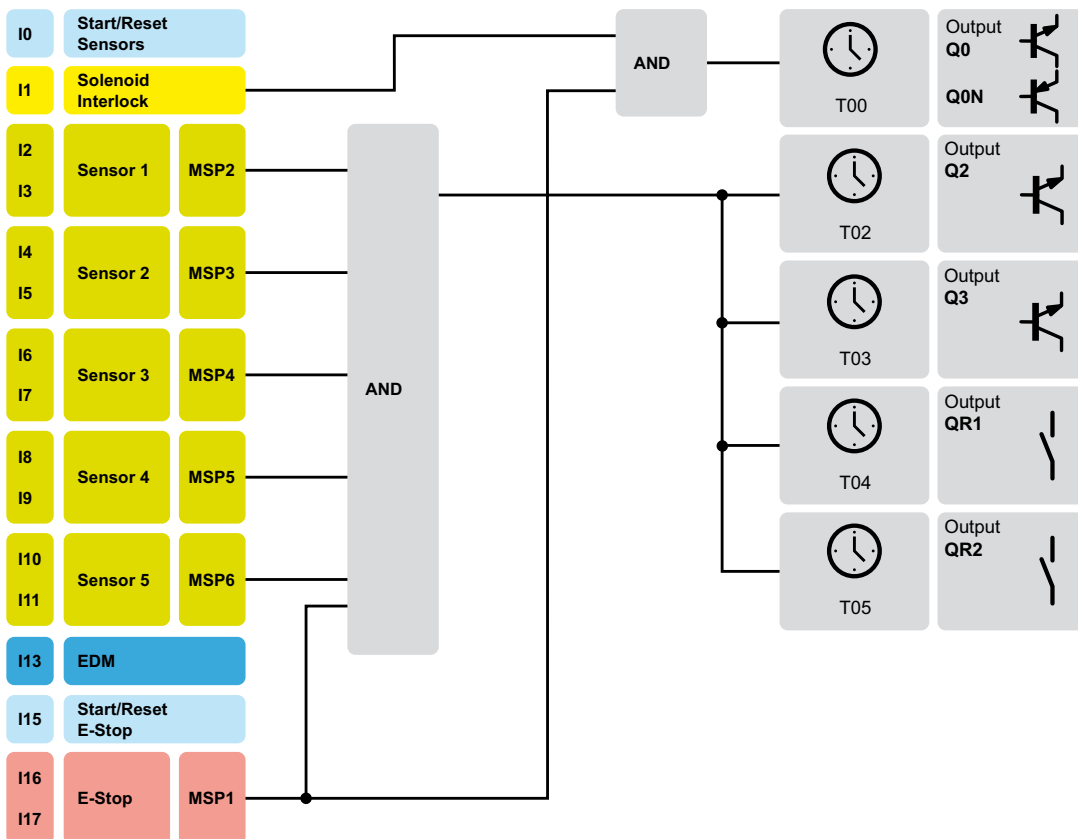 I0
Start/Reset
Sensors
I1
Solenoid
Interlock
I2
I3
Sensor 1
MSP2
I4
I5
Sensor 2
MSP3
I6
I7
Sensor 3
MSP4
I8
I9
Sensor 4
MSP5
I10
I11
Sensor 5
MSP6
I13
EDM
I15
Start/Reset
E-Stop
I16
I17
E-Stop
MSP1
AND
AND
T00
Output
Q0
Q0N
T02
Output
Q2
T03
Output
Q3
T04
Output
QR1
T05
Output
QR2